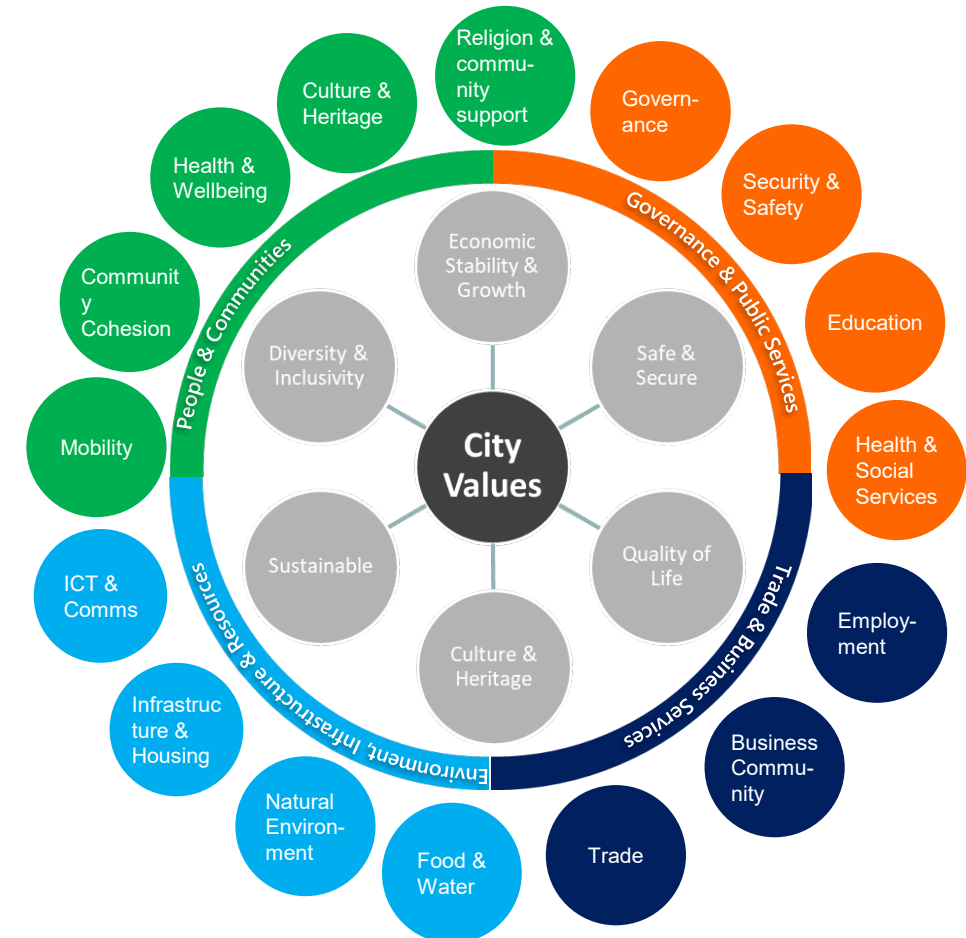 Religion &
commu-
nity
support
Culture &
Heritage
Health &
Wellbeing
Communit
y
Cohesion
Mobility
Govern-
ance
Security &
Safety
Education
Health &
Social
Services
Employ-
ment
Business
Commu-
nity
Trade
Food &
Water
Natural
Environ-
ment
Infrastruc
ture &
Housing
ICT &
Comms
People & Communities
Governance & Public Services
Trade & Business Services
Environment, Infrastructure & Resources
Economic
Stability &
Growth
Safe &
Secure
Quality of
Life
Culture &
Heritage
Sustainable
Diversity &
Inclusivity
City
Values